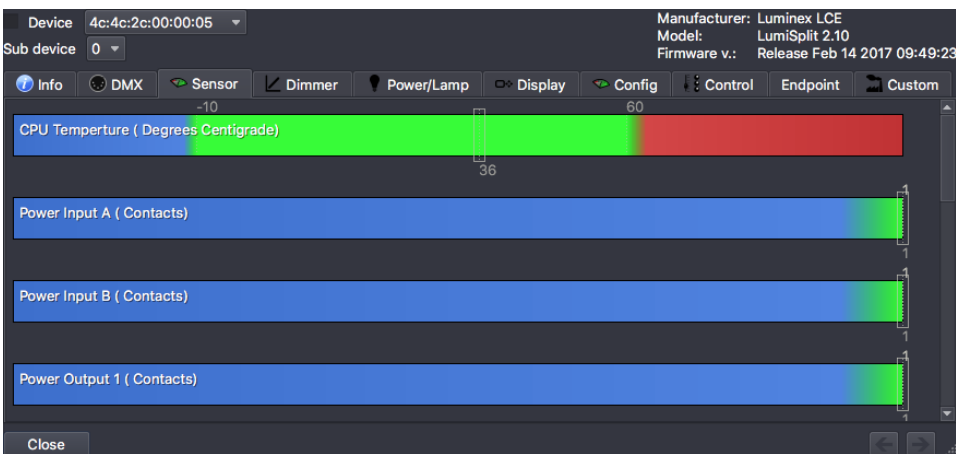 Device 4c:4c:2c:00:00:05
Sub device 0
Manufacturer: Luminex LCE
Model: LumiSplit 2.10
Firmware v.: Release Feb 14 2017 09:49:23
Info DMX Sensor Dimmer Power/Lamp Display Config Control Endpoint Custom
-10 60
CPU Temperture ( Degrees Centigrade)
36
1
Power Input A ( Contacts)
1
1
Power Input B ( Contacts)
1
1
Power Output 1 ( Contacts)
1
Close